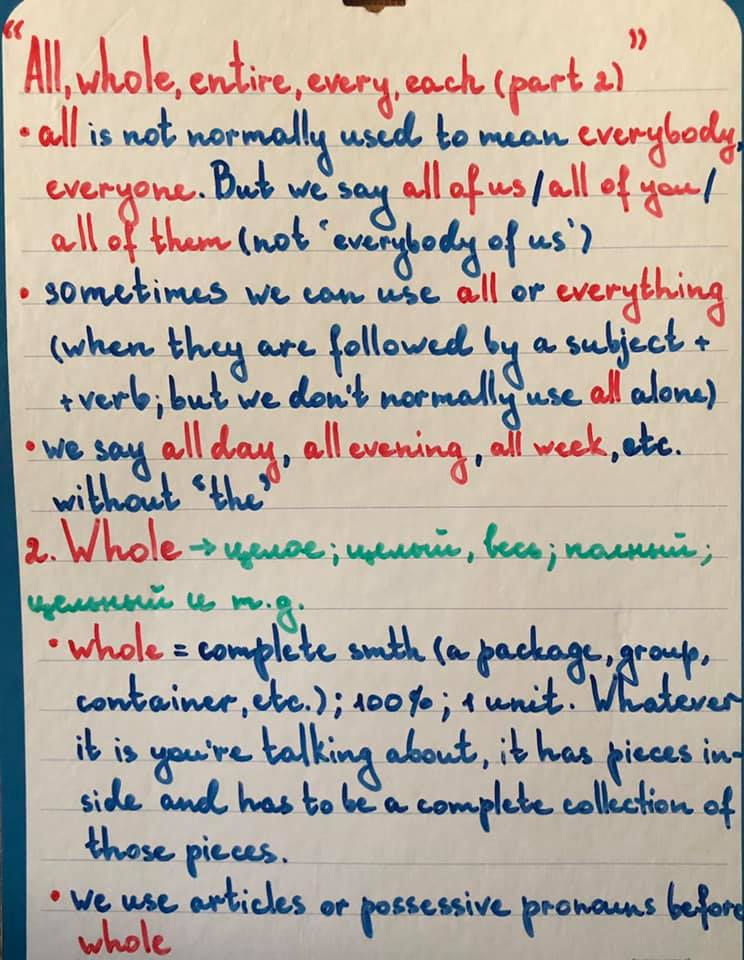 "All, whole, entire, every, each (part 2)"
• all is not normally used to mean everybody,
everyone. But we say all of us/all of you/
all of them (not 'everybody of us')
• sometimes we can use all or everything
(when they are followed by a subject +
+verb; but we don't normally use all alone)
• we say all day, all evening, all week, etc.
without "the"
2. Whole → целое; целый, весь; полный;
цельный и т.д.
• whole = complete smth (a package, group,
container, etc.); 100%; 1 unit. Whatever
it is you're talking about, it has pieces in-
side and has to be a complete collection of
those pieces.
• we use articles or possessive pronouns before
whole